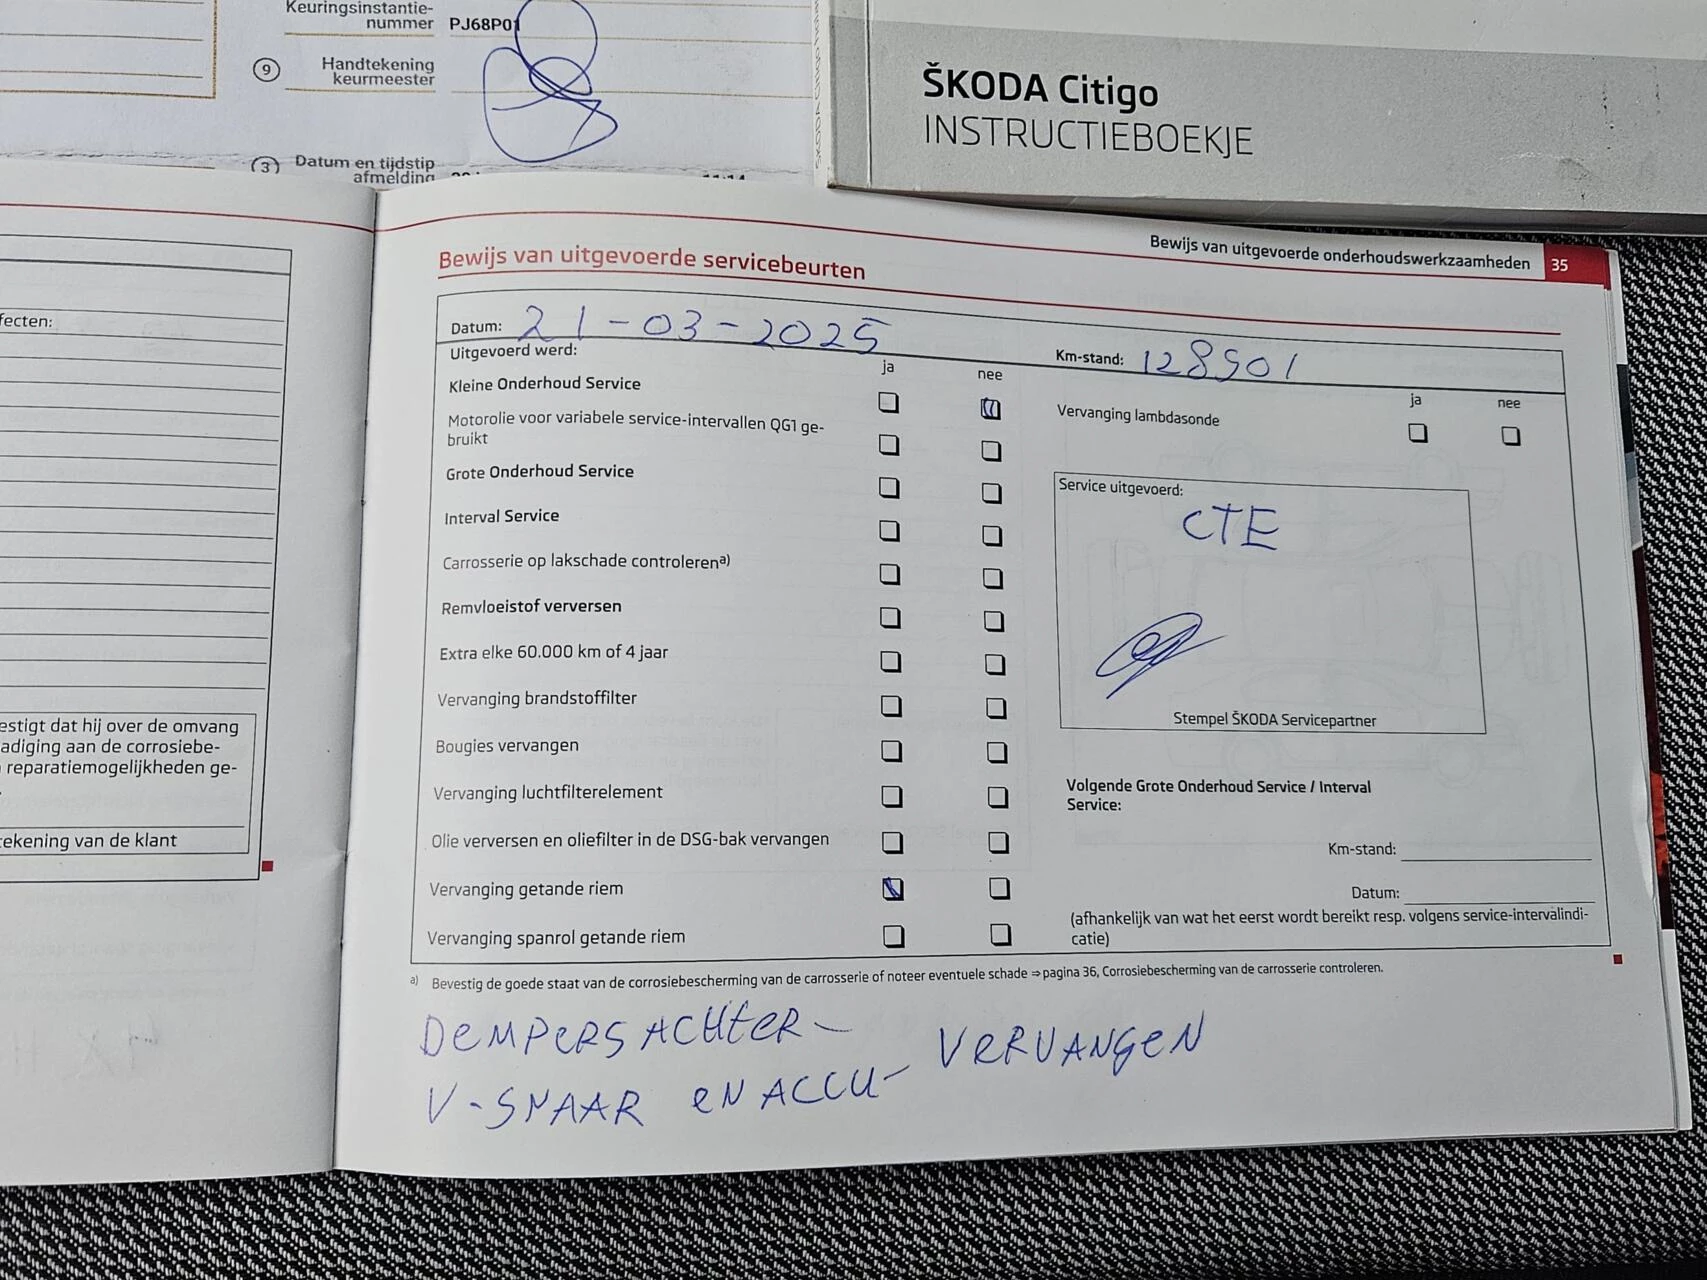 Keuringsinstantie-
nummer PJ68P01
9 Handtekening
keurmeester
3 Datum en tijdstip
afmelding
ŠKODA Citigo
INSTRUCTIEBOEKJE
fecten:
estigt dat hij over de omvang
adiging aan de corrosiebe-
reparatiemogelijkheden ge-
tekening van de klant
Bewijs van uitgevoerde onderhoudswerkzaamheden 35
Bewijs van uitgevoerde servicebeurten
Datum: 21-03-2025
Km-stand: 128901
Uitgevoerd werd:
ja nee
Kleine Onderhoud Service
Motorolie voor variabele service-intervallen QG1 ge-
bruikt
Grote Onderhoud Service
Interval Service
Carrosserie op lakschade controleren a)
Remvloeistof verversen
Extra elke 60.000 km of 4 jaar
Vervanging brandstoffilter
Bougies vervangen
Vervanging luchtfilterelement
Olie verversen en oliefilter in de DSG-bak vervangen
Vervanging getande riem
Vervanging spanrol getande riem
ja nee
Vervanging lambdasonde
Service uitgevoerd:
CTE
Stempel ŠKODA Servicepartner
Volgende Grote Onderhoud Service / Interval
Service:
Km-stand:
Datum:
(afhankelijk van wat het eerst wordt bereikt resp. volgens service-intervalindi-
catie)
a) Bevestig de goede staat van de corrosiebescherming van de carrosserie of noteer eventuele schade ⇒ pagina 36, Corrosiebescherming van de carrosserie controleren.
DEMPERS ACHTER -
V-SNAAR EN ACCU - VERVANGEN